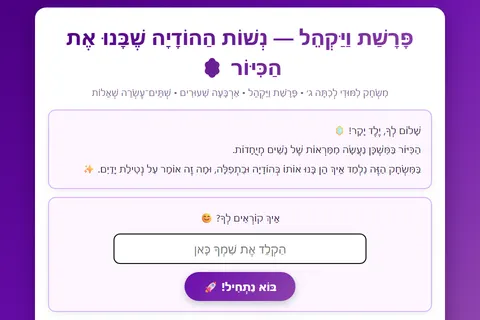 פָּרָשַׁת וַיַּקְהֵל — נְשׁוֹת הַהוֹדָיָה שֶׁבָּנוּ אֶת
הַכִּיּוֹר
מִשְׂחָק לִמּוּדִי לְכִתָּה ג׳ • פָּרָשַׁת וַיַּקְהֵל • אַרְבָּעָה שִׁעוּרִים • שְׁתֵּים־עֶשְׂרֵה שְׁאֵלוֹת
שָׁלוֹם לְךָ, יֶלֶד יָקָר!
הַכִּיּוֹר בַּמִּשְׁכָּן נַעֲשָׂה מִמַּרְאוֹת שֶׁל נָשִׁים מְיֻחָדוֹת.
בַּמִּשְׂחָק הַזֶּה נִלְמַד אֵיךְ הֵן בָּנוּ אוֹתוֹ בְּהוֹדָיָה וּבִתְפִלָּה, וּמַה זֶּה אוֹמֵר עַל נְטִילַת יָדַיִם.
אֵיךְ קוֹרְאִים לְךָ?
הַקְלֵד אֶת שִׁמְךָ כָּאן
בּוֹא נַתְחִיל!